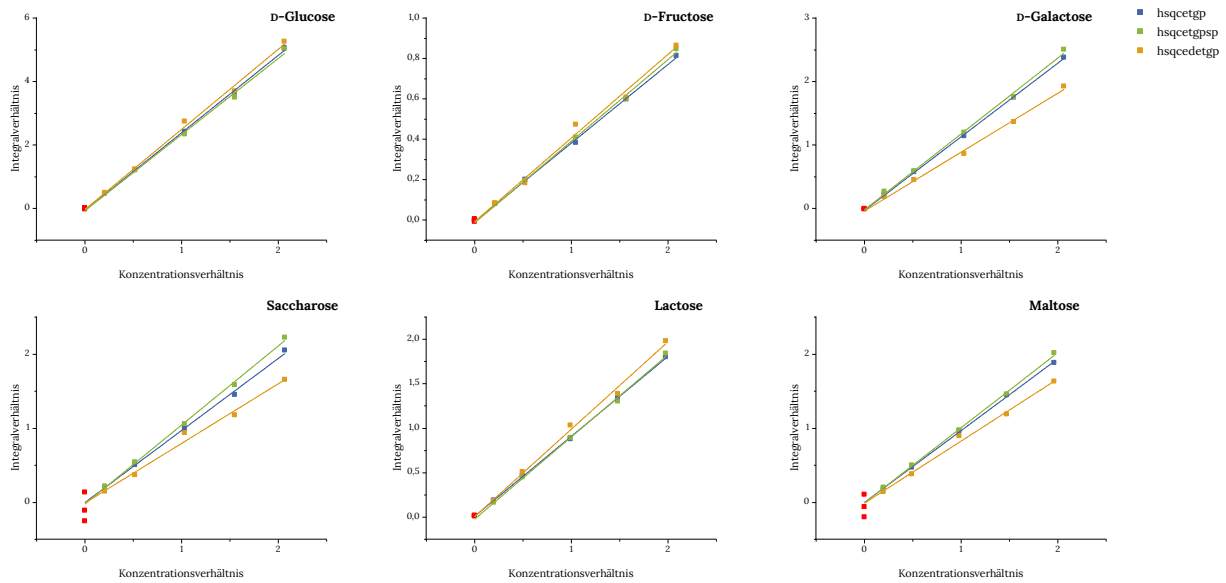 D-Glucose
6
4
2
0
Integralverhältnis
0
1
2
Konzentrationsverhältnis
D-Fructose
1,0
0,8
0,6
0,4
0,2
0,0
Integralverhältnis
0
1
2
Konzentrationsverhältnis
D-Galactose
3
2
1
0
Integralverhältnis
0
1
2
Konzentrationsverhältnis
hsqcetgp
hsqcetgpsp
hsqcedetgp
Saccharose
2
1
0
Integralverhältnis
0
1
2
Konzentrationsverhältnis
Lactose
2,0
1,5
1,0
0,5
0,0
Integralverhältnis
0
1
2
Konzentrationsverhältnis
Maltose
2
1
0
Integralverhältnis
0
1
2
Konzentrationsverhältnis